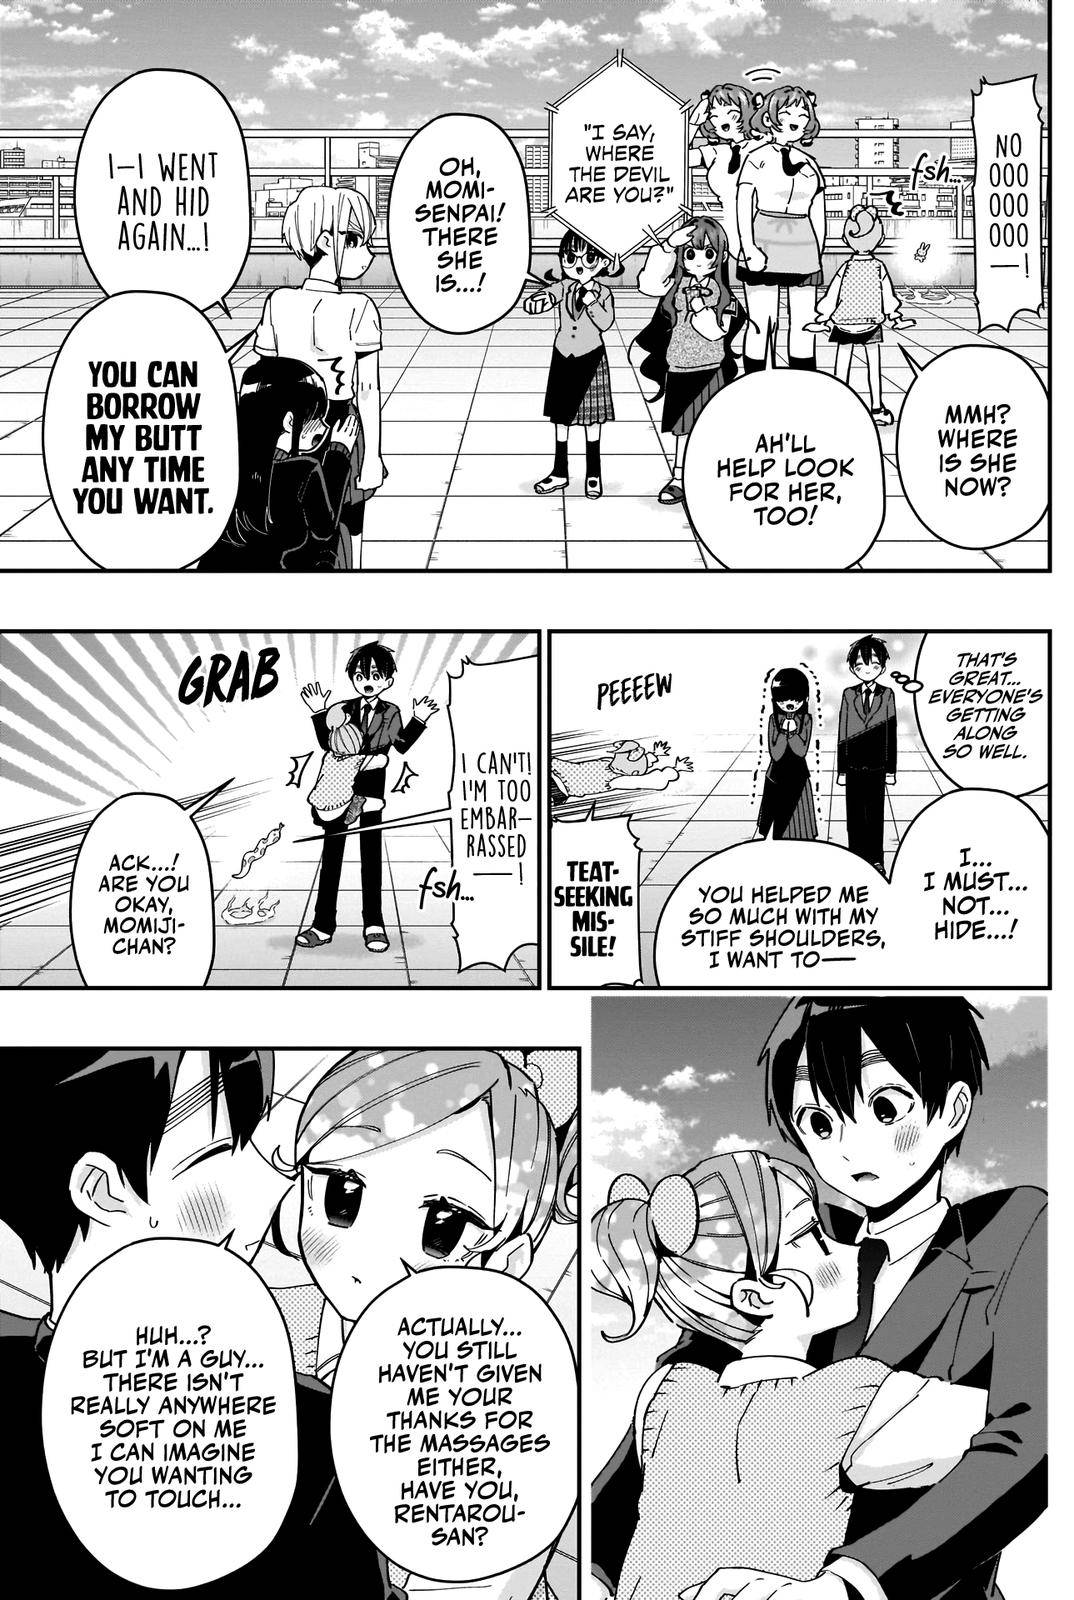 NO
OOO
OOO
OOO
—!
fsh...
MMH?
WHERE
IS SHE
NOW?
AH'LL
HELP LOOK
FOR HER,
TOO!
"I SAY,
WHERE
THE DEVIL
ARE YOU?"
OH,
MOMI-
SENPAI!
THERE
SHE
IS...!
I-I WENT
AND HID
AGAIN...!
YOU CAN
BORROW
MY BUTT
ANY TIME
YOU WANT.
THAT'S
GREAT...
EVERYONE'S
GETTING
ALONG
SO WELL.
I...
I MUST...
NOT...
HIDE...!
YOU HELPED ME
SO MUCH WITH MY
STIFF SHOULDERS,
I WANT TO—
PEEEEW
TEAT-
SEEKING
MIS-
SILE!
I CAN'T!
I'M TOO
EMBAR-
RASSED
—!
fsh...
GRAB
ACK...!
ARE YOU
OKAY,
MOMIJI-
CHAN?
ACTUALLY...
YOU STILL
HAVEN'T GIVEN
ME YOUR
THANKS FOR
THE MASSAGES
EITHER,
HAVE YOU,
RENTAROU-
SAN?
HUH...?
BUT I'M A GUY...
THERE ISN'T
REALLY ANYWHERE
SOFT ON ME
I CAN IMAGINE
YOU WANTING
TO TOUCH...